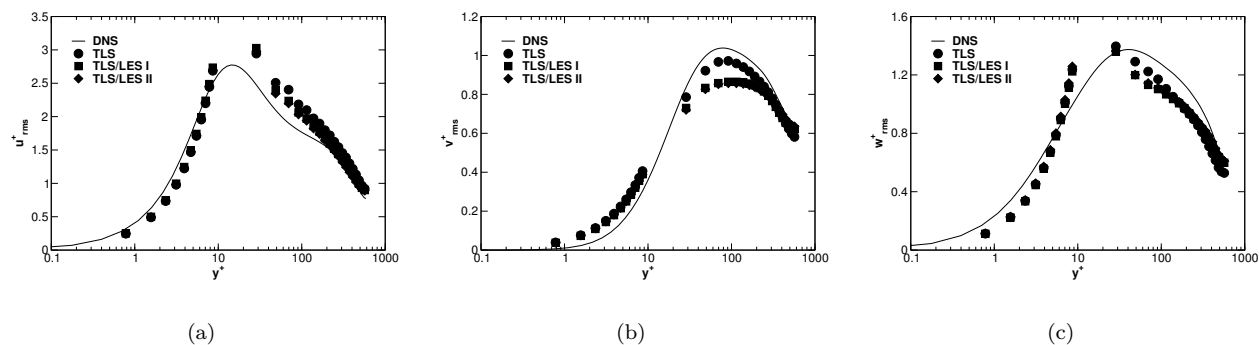 3.5
3
2.5
2
1.5
1
0.5
0
0.1 1 10 100 1000
u+rms
y+
DNS
TLS
TLS/LES I
TLS/LES II
(a)
1.2
1
0.8
0.6
0.4
0.2
0
0.1 1 10 100 1000
v+rms
y+
DNS
TLS
TLS/LES I
TLS/LES II
(b)
1.6
1.2
0.8
0.4
0
0.1 1 10 100 1000
w+rms
y+
DNS
TLS
TLS/LES I
TLS/LES II
(c)